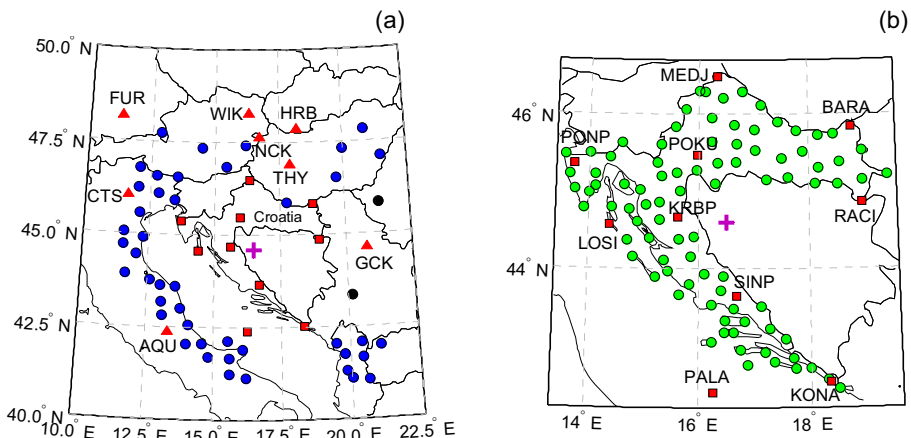 (a)
(b)
50.0° N
47.5° N
45.0° N
42.5° N
40.0° N
10.0° E
12.5° E
15.0° E
17.5° E
20.0° E
22.5° E
FUR
WIK
HRB
NCK
THY
CTS
Croatia
GCK
AQU
46° N
44° N
14° E
16° E
18° E
MEDJ
BARA
PONP
POKU
KRBP
RACI
LOSI
SINP
PALA
KONA